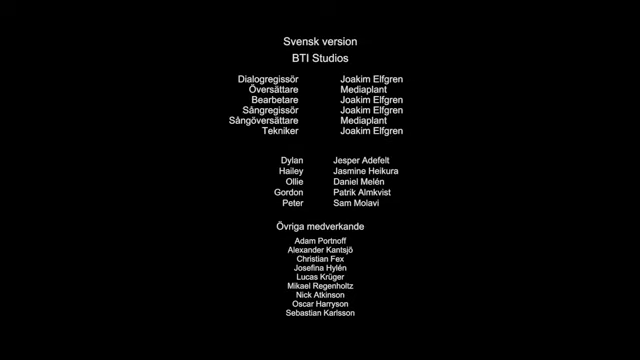 Svensk version
BTI Studios
Dialogregissör Joakim Elfgren
Översättare Mediaplant
Bearbetare Joakim Elfgren
Sångregissör Joakim Elfgren
Sångöversättare Mediaplant
Tekniker Joakim Elfgren
Dylan Jesper Adefelt
Hailey Jasmine Heikura
Ollie Daniel Melén
Gordon Patrik Almkvist
Peter Sam Molavi
Övriga medverkande
Adam Portnoff
Alexander Kantsjö
Christian Fex
Josefina Hylén
Lucas Krüger
Mikael Regenholtz
Nick Atkinson
Oscar Harryson
Sebastian Karlsson